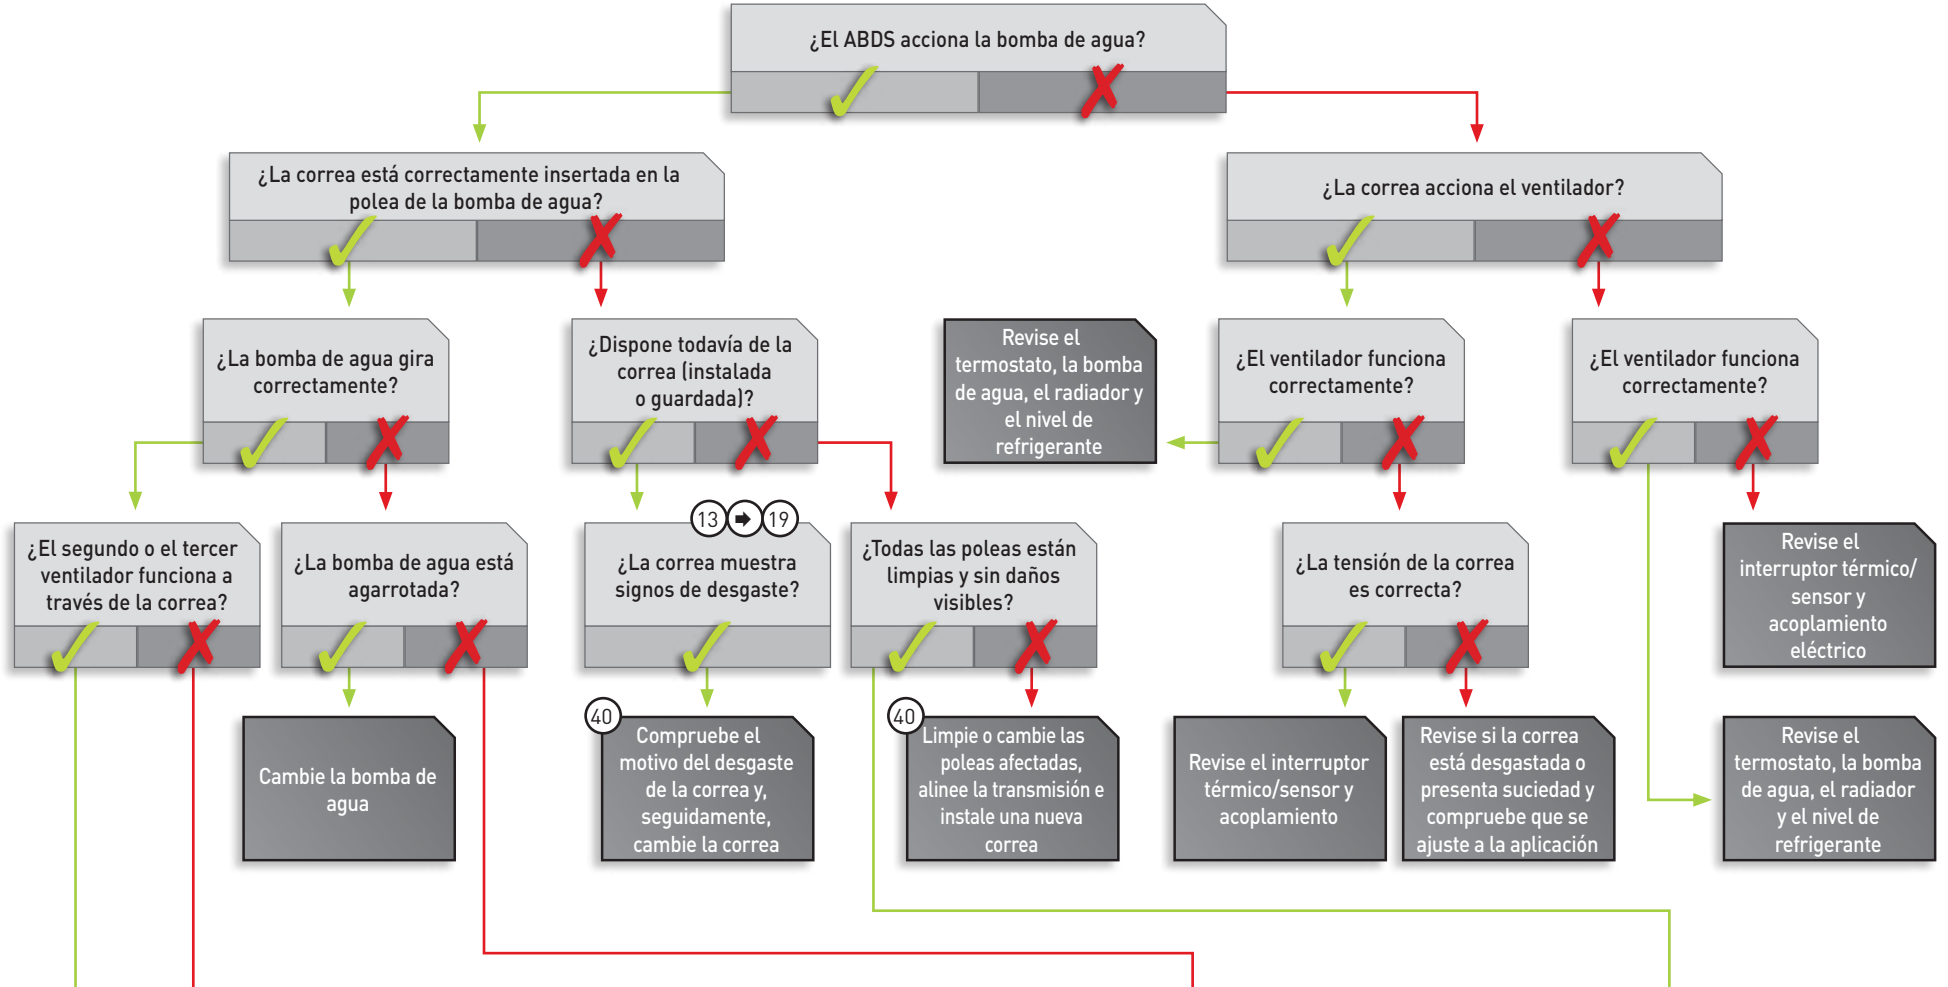 ¿El ABDS acciona la bomba de agua?
¿La correa está correctamente insertada en la
polea de la bomba de agua?
¿La correa acciona el ventilador?
¿La bomba de agua gira
correctamente?
¿Dispone todavía de la
correa (instalada
o guardada)?
Revise el
termostato, la bomba
de agua, el radiador y
el nivel de
refrigerante
¿El ventilador funciona
correctamente?
¿El ventilador funciona
correctamente?
¿El segundo o el tercer
ventilador funciona a
través de la correa?
¿La bomba de agua está
agarrotada?
13 19
¿La correa muestra
signos de desgaste?
¿Todas las poleas están
limpias y sin daños
visibles?
¿La tensión de la correa
es correcta?
Revise el
interruptor térmico/
sensor y
acoplamiento
eléctrico
Cambie la bomba de
agua
40
Compruebe el
motivo del desgaste
de la correa y,
seguidamente,
cambie la correa
40
Limpie o cambie las
poleas afectadas,
alinee la transmisión e
instale una nueva
correa
Revise el interruptor
térmico/sensor y
acoplamiento
Revise si la correa
está desgastada o
presenta suciedad y
compruebe que se
ajuste a la aplicación
Revise el
termostato, la bomba
de agua, el radiador
y el nivel de
refrigerante